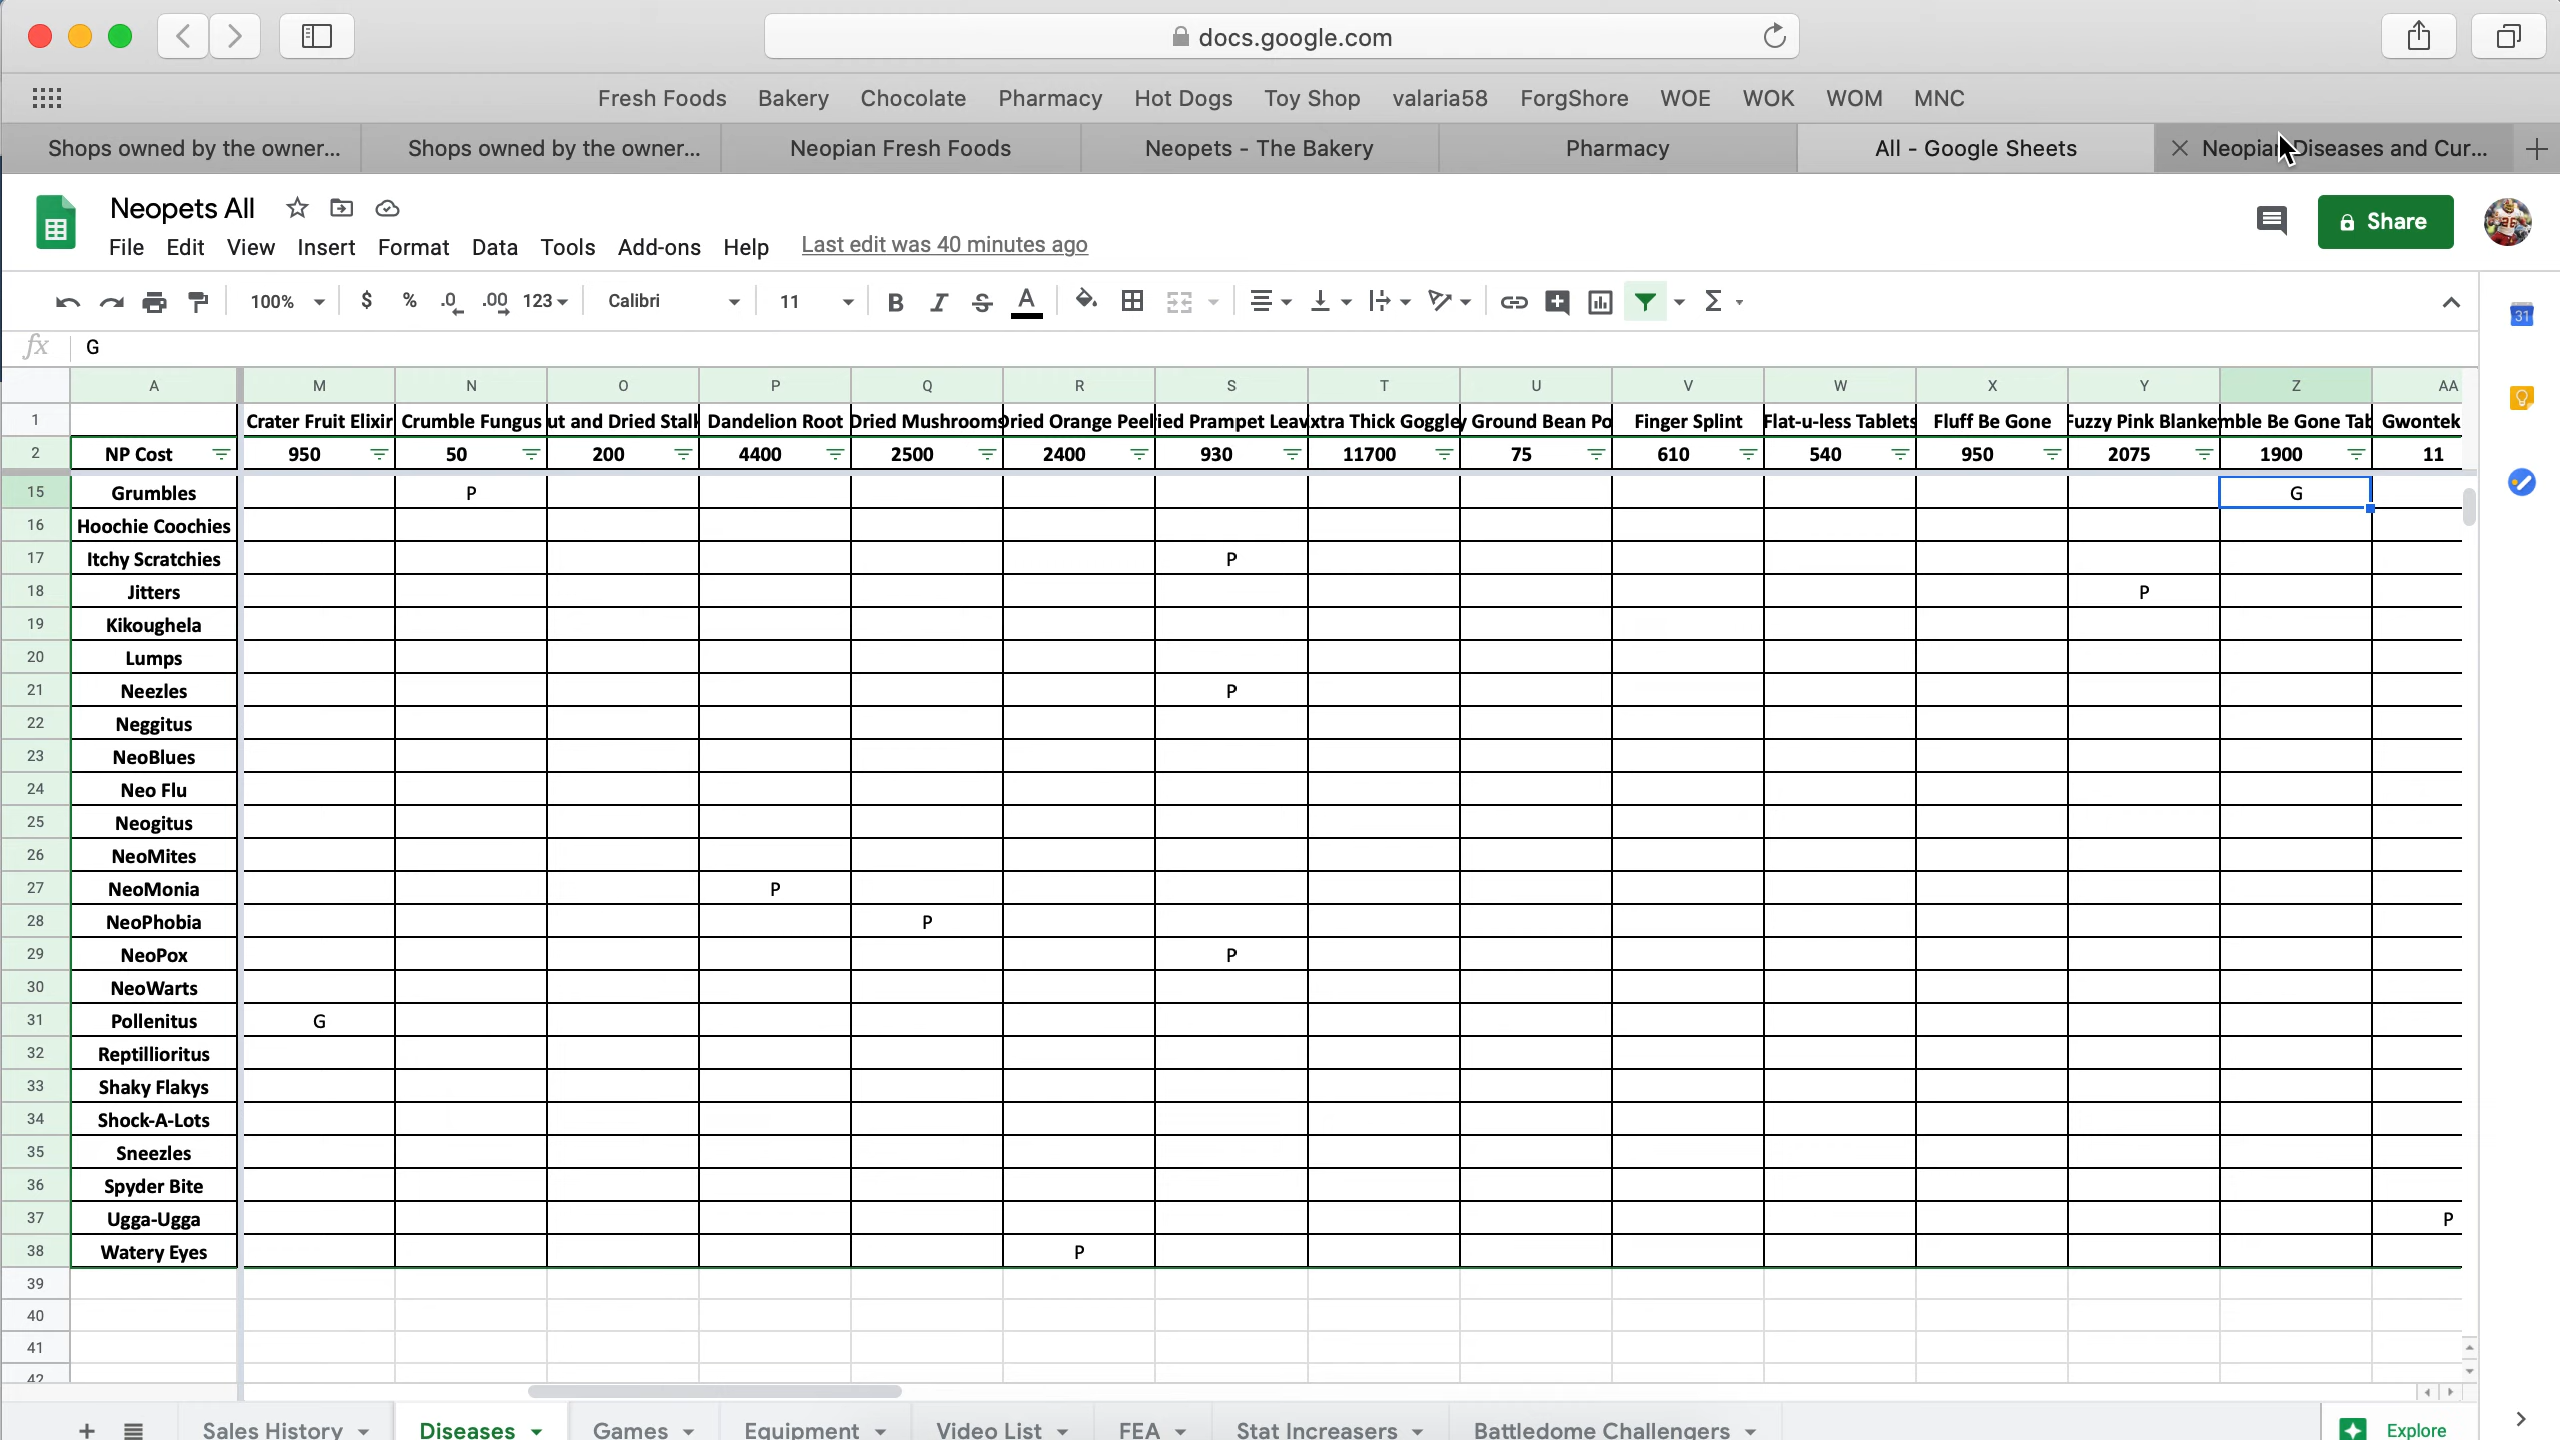 docs.google.com
Fresh Foods Bakery Chocolate Pharmacy Hot Dogs Toy Shop valaria58 ForgShore WOE WOK WOM MNC
Shops owned by the owner... Shops owned by the owner... Neopian Fresh Foods Neopets - The Bakery Pharmacy All - Google Sheets Neopian Diseases and Cur...
Neopets All
File Edit View Insert Format Data Tools Add-ons Help Last edit was 40 minutes ago
Share
100% $ % .0 .00 123 Calibri 11 B I S A Σ
31
fx G
A M N O P Q R S T U V W X Y Z AA
1 Crater Fruit Elixir Crumble Fungus ut and Dried Stalk Dandelion Root Dried Mushrooms Dried Orange Peel ied Prampet Leav xtra Thick Goggle y Ground Bean Po Finger Splint Flat-u-less Tablets Fluff Be Gone Fuzzy Pink Blanke mble Be Gone Tab Gwontek
2 NP Cost 950 50 200 4400 2500 2400 930 11700 75 610 540 950 2075 1900 11
15 Grumbles P G
16 Hoochie Coochies
17 Itchy Scratchies P
18 Jitters P
19 Kikoughela
20 Lumps
21 Neezles P
22 Neggitus
23 NeoBlues
24 Neo Flu
25 Neogitus
26 NeoMites
27 NeoMonia P
28 NeoPhobia P
29 NeoPox P
30 NeoWarts
31 Pollenitus G
32 Reptillioritus
33 Shaky Flakys
34 Shock-A-Lots
35 Sneezles
36 Spyder Bite
37 Ugga-Ugga P
38 Watery Eyes P
39
40
41
42
Sales History Diseases Games Equipment Video List FEA Stat Increasers Battledome Challengers Explore